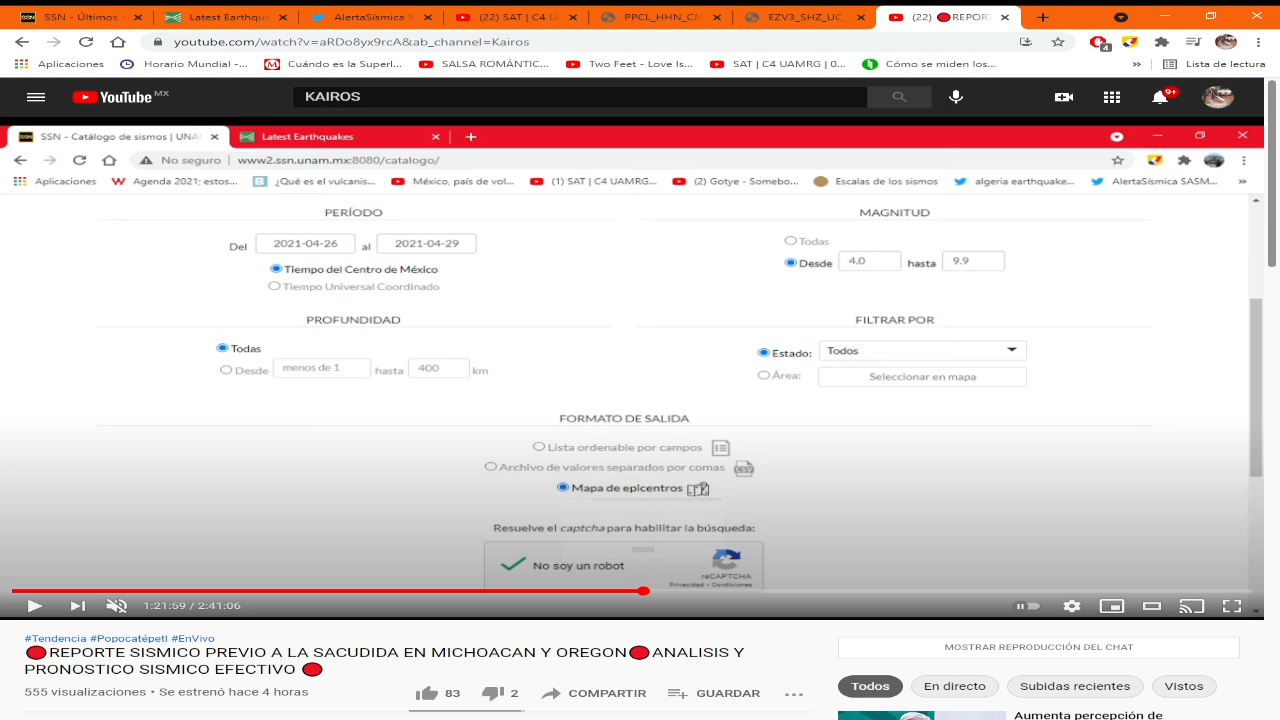 SSN - Últimos s
Latest Earthqu
AlertaSísmica S
(22) SAT | C4 U
PPCL_HHN_CN
EZV3_SHZ_UC_
(22) 🔴REPOR
youtube.com/watch?v=aRDo8yx9rcA&ab_channel=Kairos
4
Aplicaciones
Horario Mundial -...
Cuándo es la Superl...
SALSA ROMÁNTIC...
Two Feet - Love Is...
SAT | C4 UAMRG | 0...
Cómo se miden los...
»
Lista de lectura
YouTube MX
KAIROS
9+
SSN - Catálogo de sismos | UNA
Latest Earthquakes
No seguro | www2.ssn.unam.mx:8080/catalogo/
Aplicaciones
Agenda 2021; estos...
¿Qué es el vulcanis...
México, país de vol...
(1) SAT | C4 UAMRG...
(2) Gotye - Somebo...
Escalas de los sismos
algeria earthquake...
AlertaSísmica SASM...
»
PERÍODO
Del 2021-04-26 al 2021-04-29
Tiempo del Centro de México
Tiempo Universal Coordinado
MAGNITUD
Todas
Desde 4.0 hasta 9.9
PROFUNDIDAD
Todas
Desde menos de 1 hasta 400 km
FILTRAR POR
Estado: Todos
Área: Seleccionar en mapa
FORMATO DE SALIDA
Lista ordenable por campos
Archivo de valores separados por comas CSV
Mapa de epicentros
Resuelve el captcha para habilitar la búsqueda:
No soy un robot
reCAPTCHA
Privacidad - Condiciones
1:21:59 / 2:41:06
#Tendencia #Popocatépetl #EnVivo
🔴REPORTE SISMICO PREVIO A LA SACUDIDA EN MICHOACAN Y OREGON🔴ANALISIS Y
PRONOSTICO SISMICO EFECTIVO 🔴
555 visualizaciones • Se estrenó hace 4 horas
83
2
COMPARTIR
GUARDAR
...
MOSTRAR REPRODUCCIÓN DEL CHAT
Todos
En directo
Subidas recientes
Vistos
Aumenta percepción de